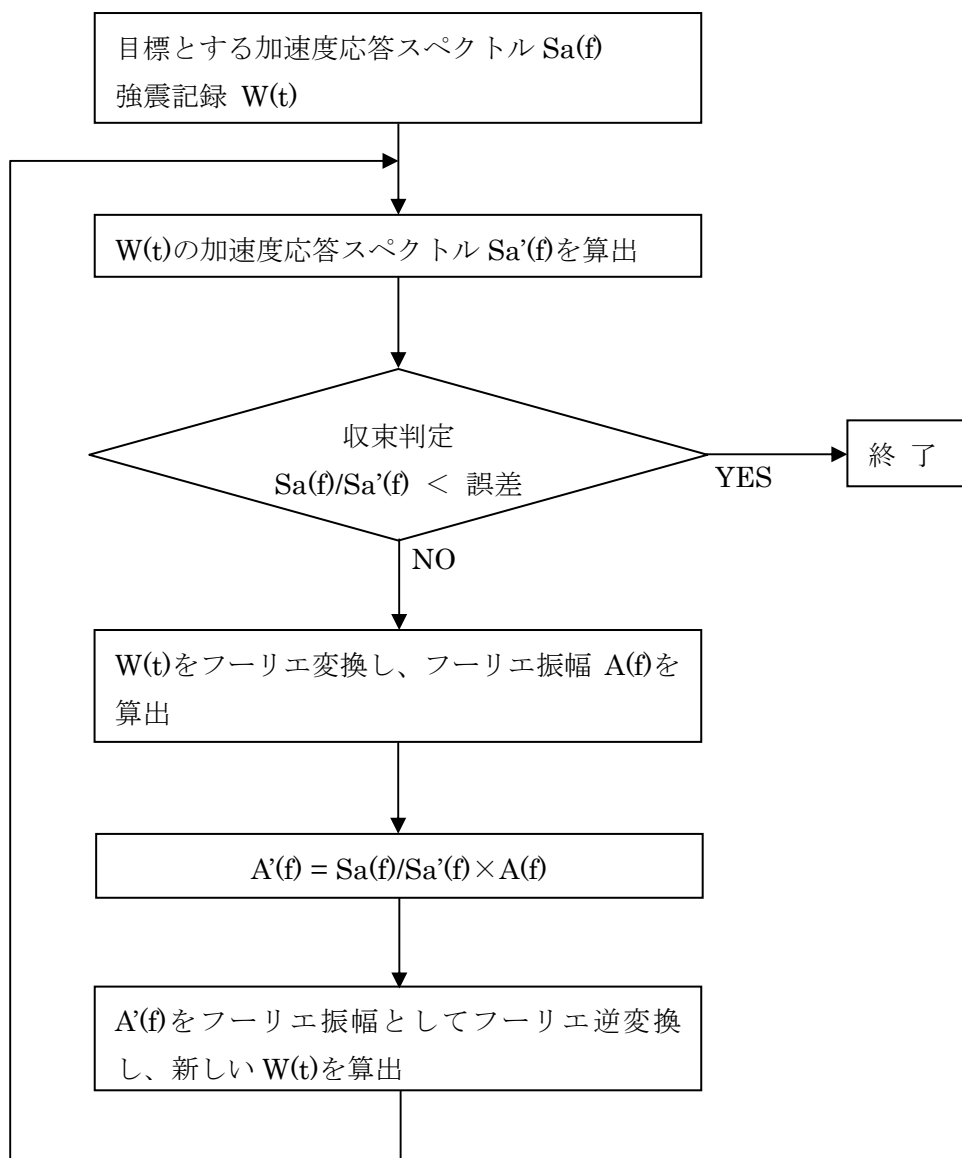 目標とする加速度応答スペクトル Sa(f)
強震記録 W(t)
W(t)の加速度応答スペクトル Sa’(f)を算出
収束判定
Sa(f)/Sa’(f) ＜ 誤差
YES
終 了
NO
W(t)をフーリエ変換し、フーリエ振幅 A(f)を
算出
A’(f) = Sa(f)/Sa’(f)×A(f)
A’(f)をフーリエ振幅としてフーリエ逆変換
し、新しい W(t)を算出